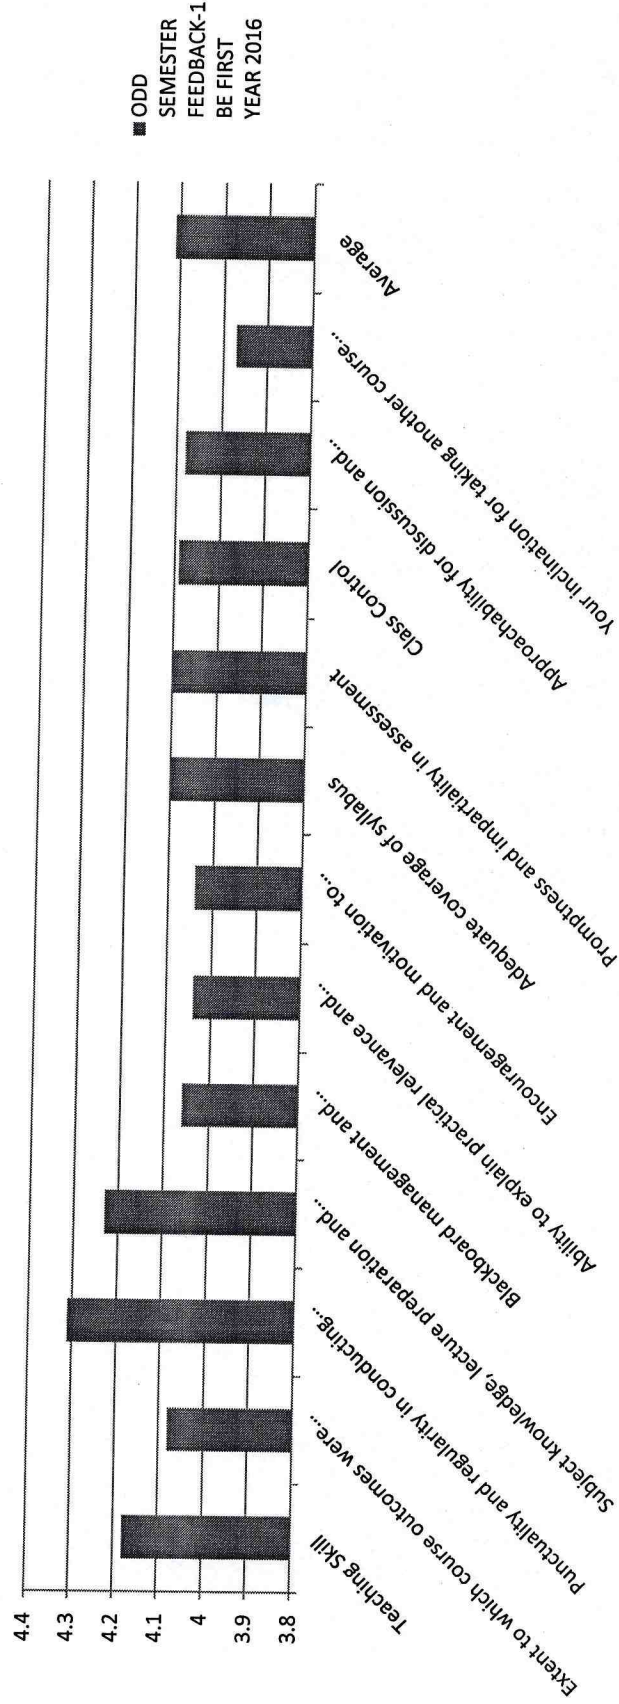 4.4
4.3
4.2
4.1
4
3.9
3.8
Teaching Skill
Extent to which course outcomes were...
Punctuality and regularity in conducting...
Subject knowledge, lecture preparation and...
Blackboard management and...
Ability to explain practical relevance and...
Encouragement and motivation to...
Adequate coverage of syllabus
Promptness and impartiality in assessment
Class Control
Approachability for discussion and...
Your inclination for taking another course...
Average
ODD
SEMESTER
FEEDBACK-1
BE FIRST
YEAR 2016